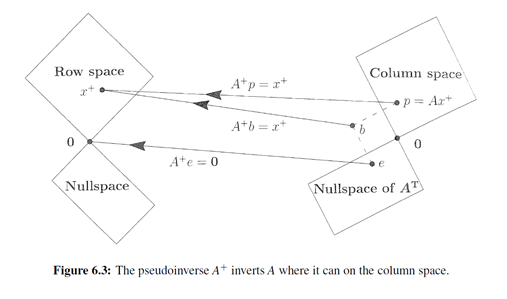 Row space
x⁺
A⁺p = x⁺
Column space
p = Ax⁺
A⁺b = x⁺
b
0
0
A⁺e = 0
e
Nullspace
Nullspace of Aᵀ
Figure 6.3: The pseudoinverse A⁺ inverts A where it can on the column space.